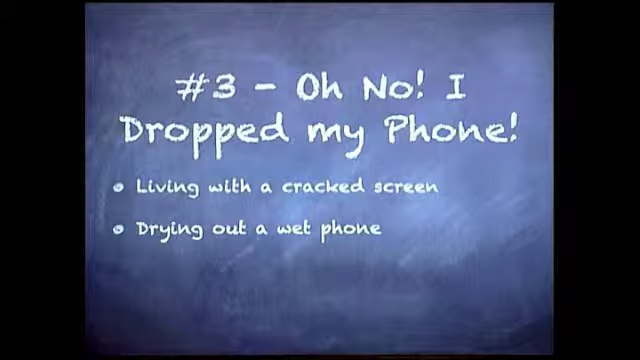 #3 - Oh No! I
Dropped my Phone!
Living with a cracked screen
Drying out a wet phone